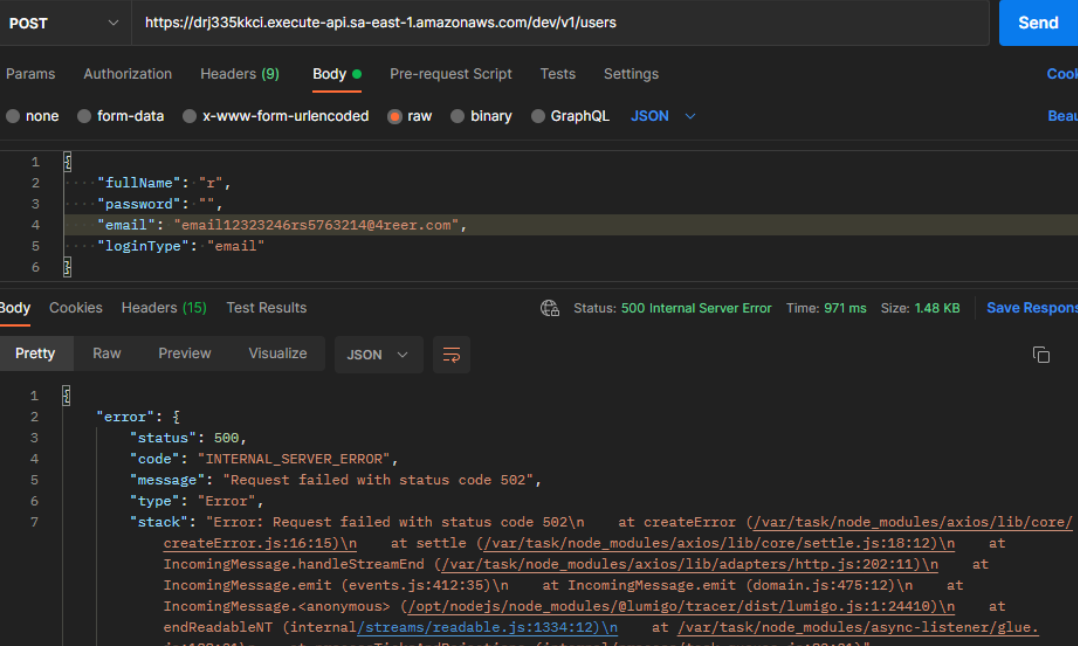 POST https://drj335kkci.execute-api.sa-east-1.amazonaws.com/dev/v1/users Send
Params Authorization Headers (9) Body Pre-request Script Tests Settings
none form-data x-www-form-urlencoded raw binary GraphQL JSON
1 {
2 "fullName": "r",
3 "password": "",
4 "email": "email12323246rs5763214@4reer.com",
5 "loginType": "email"
6 }
Body Cookies Headers (15) Test Results Status: 500 Internal Server Error Time: 971 ms Size: 1.48 KB Save Respons
Pretty Raw Preview Visualize JSON
1 {
2 "error": {
3 "status": 500,
4 "code": "INTERNAL_SERVER_ERROR",
5 "message": "Request failed with status code 502",
6 "type": "Error",
7 "stack": "Error: Request failed with status code 502\n at createError (/var/task/node_modules/axios/lib/core/
createError.js:16:15)\n at settle (/var/task/node_modules/axios/lib/core/settle.js:18:12)\n at
IncomingMessage.handleStreamEnd (/var/task/node_modules/axios/lib/adapters/http.js:202:11)\n at
IncomingMessage.emit (events.js:412:35)\n at IncomingMessage.emit (domain.js:475:12)\n at
IncomingMessage.<anonymous> (/opt/nodejs/node_modules/@lumigo/tracer/dist/lumigo.js:1:24410)\n at
endReadableNT (internal/streams/readable.js:1334:12)\n at /var/task/node_modules/async-listener/glue.